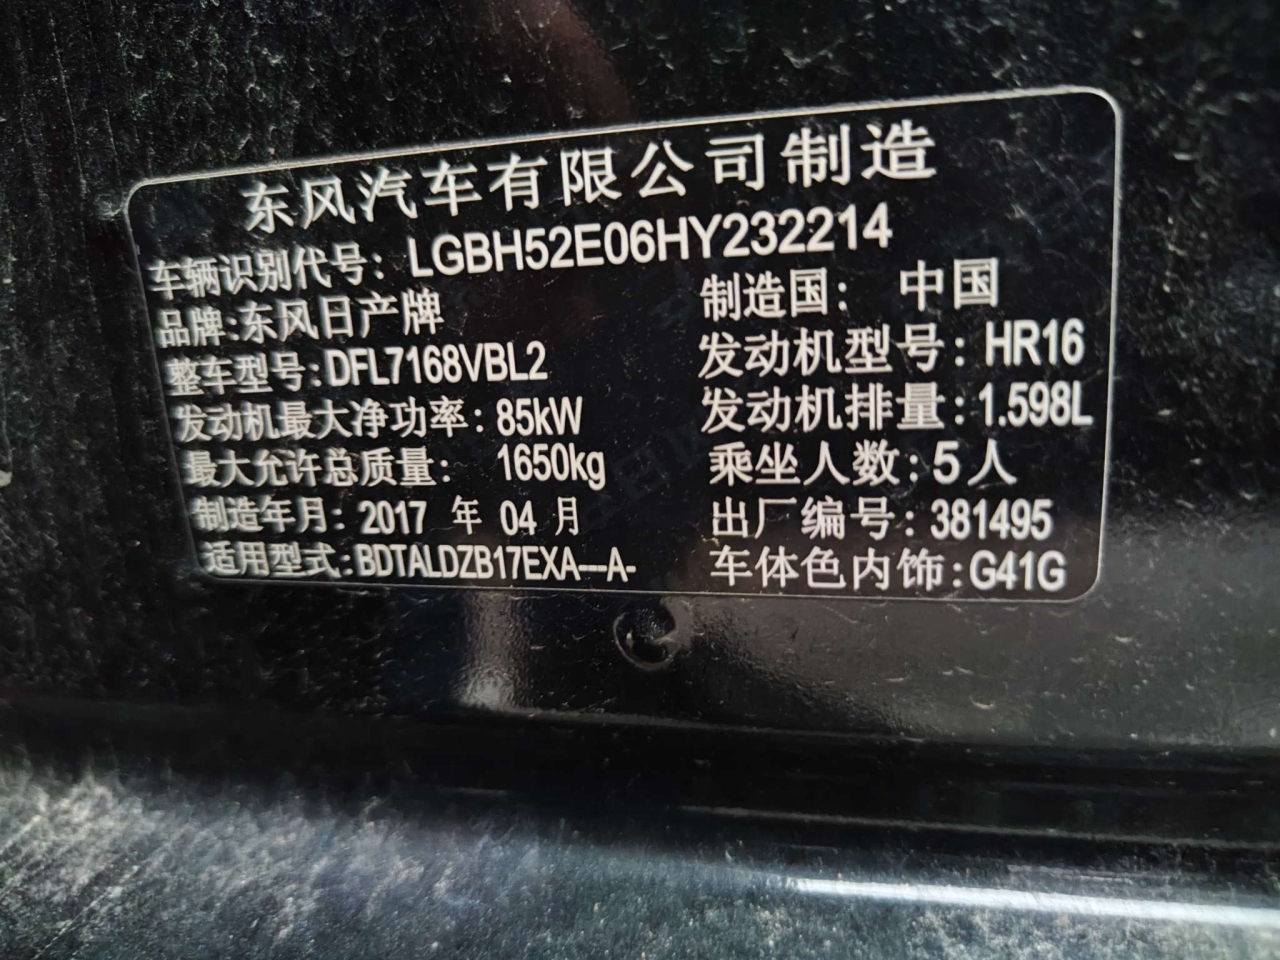 东风汽车有限公司制造
车辆识别代号：LGBH52E06HY232214
品牌:东风日产牌 制造国： 中国
整车型号:DFL7168VBL2 发动机型号：HR16
发动机最大净功率：85kW 发动机排量：1.598L
最大允许总质量： 1650kg 乘坐人数：5人
制造年月：2017 年 04 月 出厂编号：381495
适用型式:BDTALDZB17EXA---A- 车体色内饰:G41G